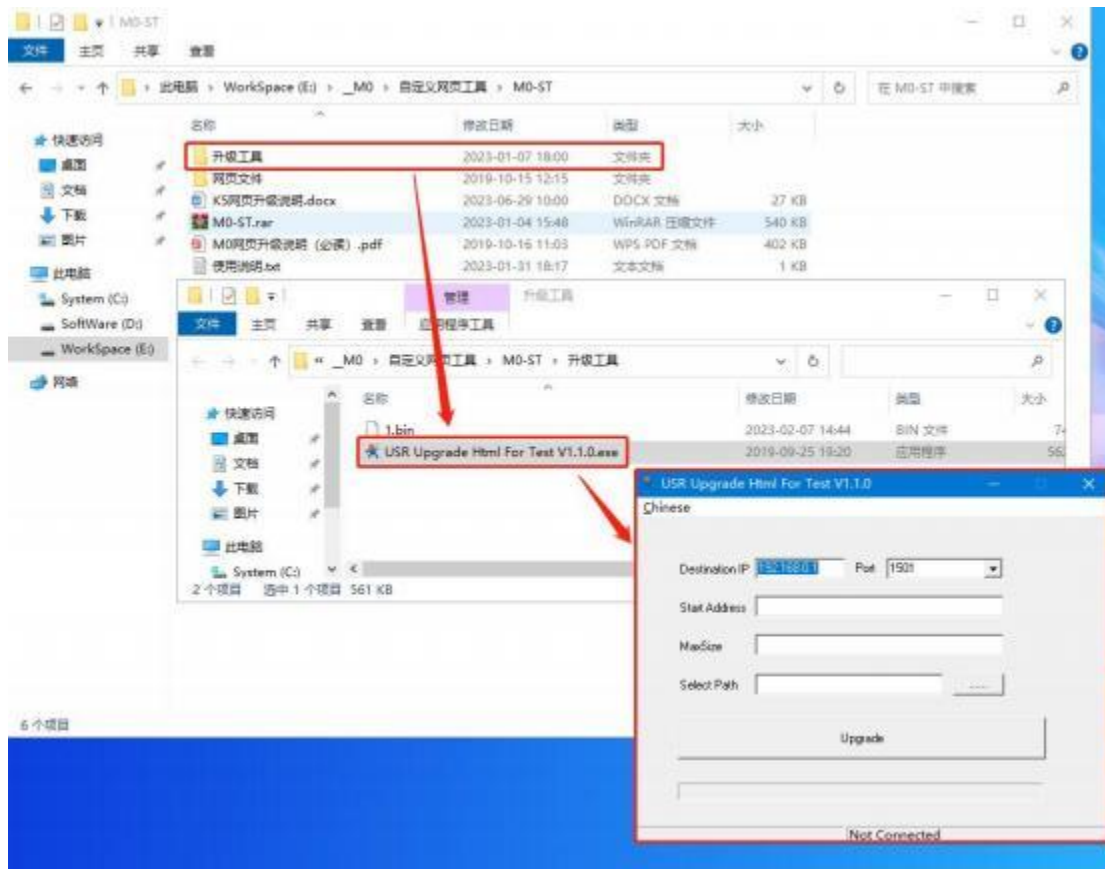 M0-ST
文件 主页 共享 查看
此电脑 › WorkSpace (E:) › _M0 › 自定义网页工具 › M0-ST 在 M0-ST 中搜索
名称 修改日期 类型 大小
快速访问
桌面
文档
下载
图片
此电脑
System (C:)
SoftWare (D:)
WorkSpace (E:)
网络
升级工具 2023-01-07 18:00 文件夹
网页文件 2019-10-15 12:15 文件夹
K5网页升级说明.docx 2023-06-29 10:00 DOCX 文档 27 KB
M0-ST.rar 2023-01-04 15:48 WinRAR 压缩文件 540 KB
M0网页升级说明（必读）.pdf 2019-10-16 11:03 WPS PDF 文档 402 KB
使用说明.txt 2023-01-31 18:17 文本文档 1 KB
管理 升级工具
文件 主页 共享 查看 应用程序工具
« _M0 › 自定义网页工具 › M0-ST › 升级工具
名称 修改日期 类型 大小
快速访问
桌面
文档
下载
图片
此电脑
System (C:)
1.bin 2023-02-07 14:44 BIN 文件
USR Upgrade Html For Test V1.1.0.exe 2019-09-25 19:20 应用程序
2 个项目 选中 1 个项目 561 KB
6 个项目
USR Upgrade Html For Test V1.1.0
Chinese
Destination IP 192.168.0.1 Port 1501
Start Address
MaxSize
Select Path .....
Upgrade
Not Connected